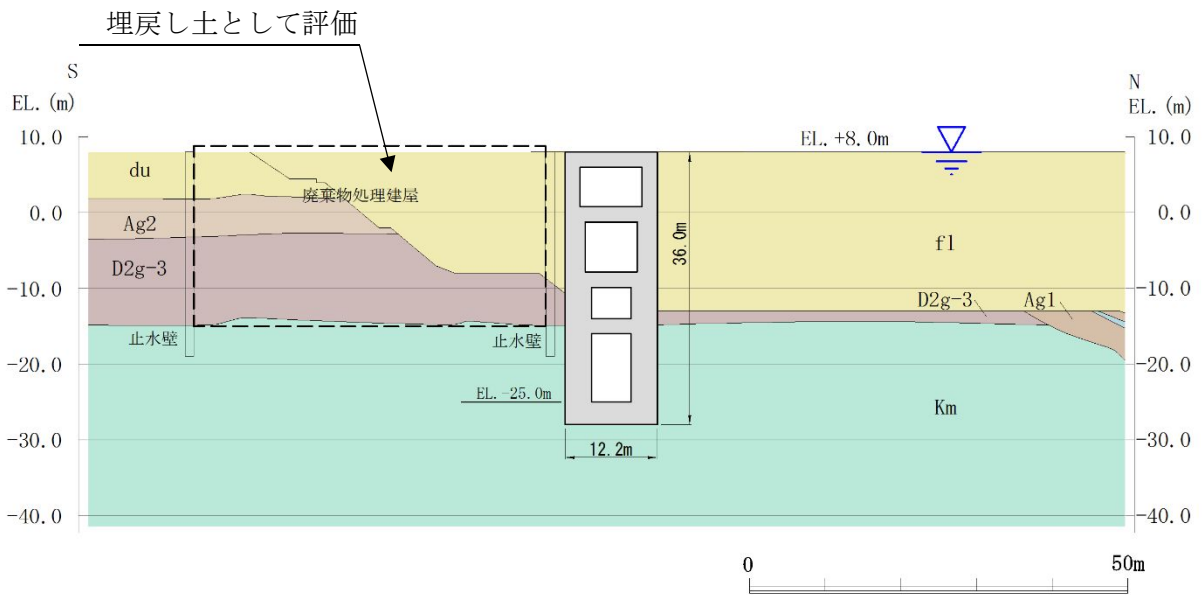 埋戻し土として評価
S
EL. (m)
N
EL. (m)
10.0
0.0
-10.0
-20.0
-30.0
-40.0
du
Ag2
D2g-3
廃棄物処理建屋
止水壁
止水壁
EL. -25.0m
12.2m
36.0m
EL. +8.0m
fl
D2g-3
Ag1
Km
10.0
0.0
-10.0
-20.0
-30.0
-40.0
0
50m